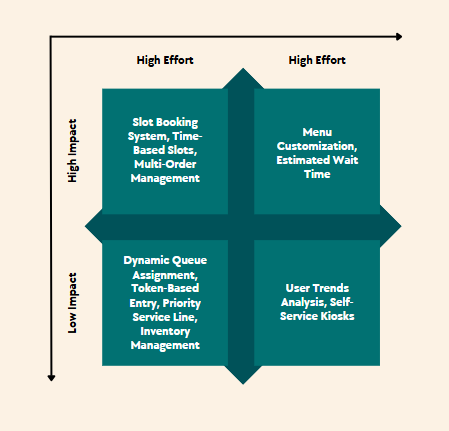 High Effort
High Effort
High Impact
Slot Booking
System, Time-
Based Slots,
Multi-Order
Management
Menu
Customization,
Estimated Wait
Time
Low Impact
Dynamic Queue
Assignment,
Token-Based
Entry, Priority
Service Line,
Inventory
Management
User Trends
Analysis, Self-
Service Kiosks